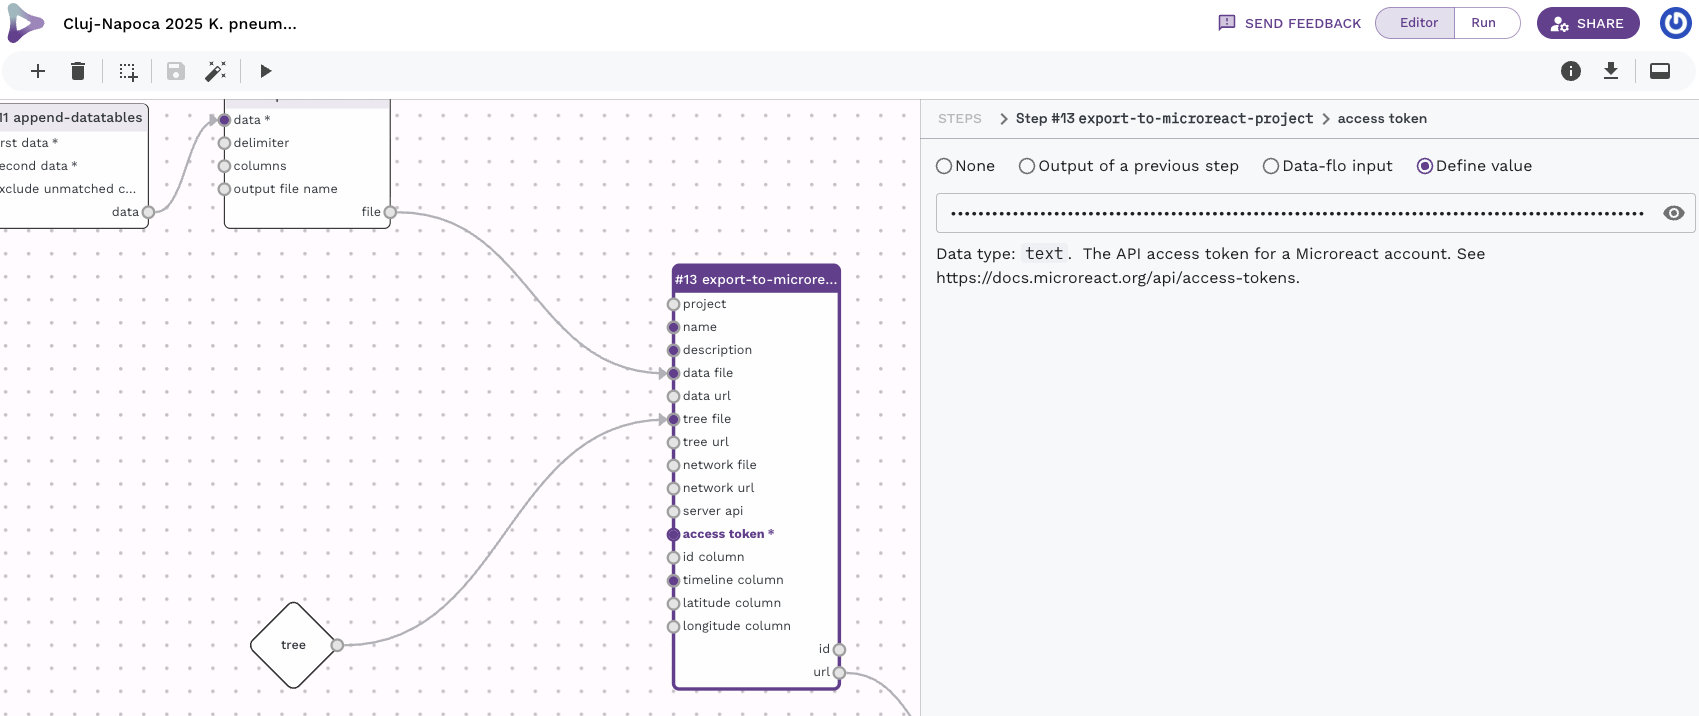 Cluj-Napoca 2025 K. pneum...
SEND FEEDBACK
Editor
Run
SHARE
11 append-datatables
rst data *
econd data *
xclude unmatched c...
data
data *
delimiter
columns
output file name
file
#13 export-to-microre...
project
name
description
data file
data url
tree file
tree url
network file
network url
server api
access token *
id column
timeline column
latitude column
longitude column
id
url
tree
STEPS > Step #13 export-to-microreact-project > access token
None Output of a previous step Data-flo input Define value
Data type: text. The API access token for a Microreact account. See
https://docs.microreact.org/api/access-tokens.